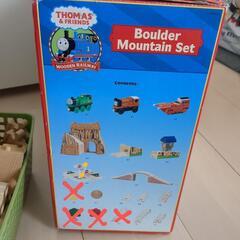 THOMAS
& FRIENDS
WOODEN RAILWAY
Boulder
Mountain Set
Contents: